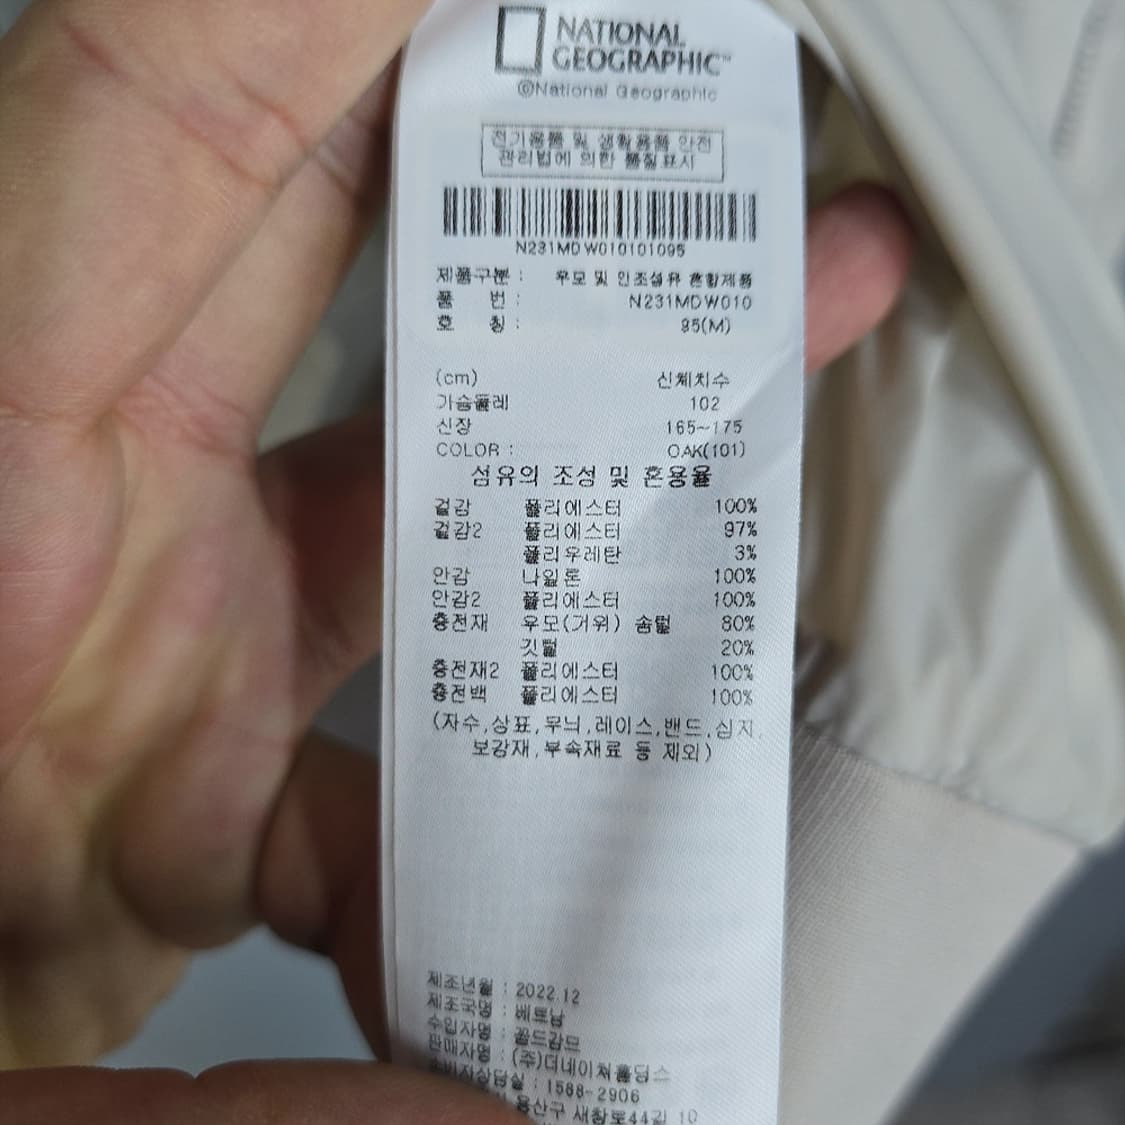 NATIONAL
GEOGRAPHIC™
©National Geographic
전기용품 및 생활용품 안전
관리법에 의한 품질표시
N231MDW010101095
제품구분 : 우모 및 인조섬유 혼합제품
품 번 : N231MDW010
호 칭 : 95(M)
(cm) 신체치수
가슴둘레 102
신장 165~175
COLOR : OAK(101)
섬유의 조성 및 혼용율
겉감 폴리에스터 100%
겉감2 폴리에스터 97%
폴리우레탄 3%
안감 나일론 100%
안감2 폴리에스터 100%
충전재 우모(거위) 솜털 80%
깃털 20%
충전재2 폴리에스터 100%
충전백 폴리에스터 100%
(자수,상표,무늬,레이스,밴드,심지,
보강재,부속재료 등 제외)
제조년월 : 2022.12
제조국명 : 베트남
수입자명 : 골드감므
판매자명 : (주)더네이쳐홀딩스
소비자상담실 : 1588-2906
용산구 새창로44길 10